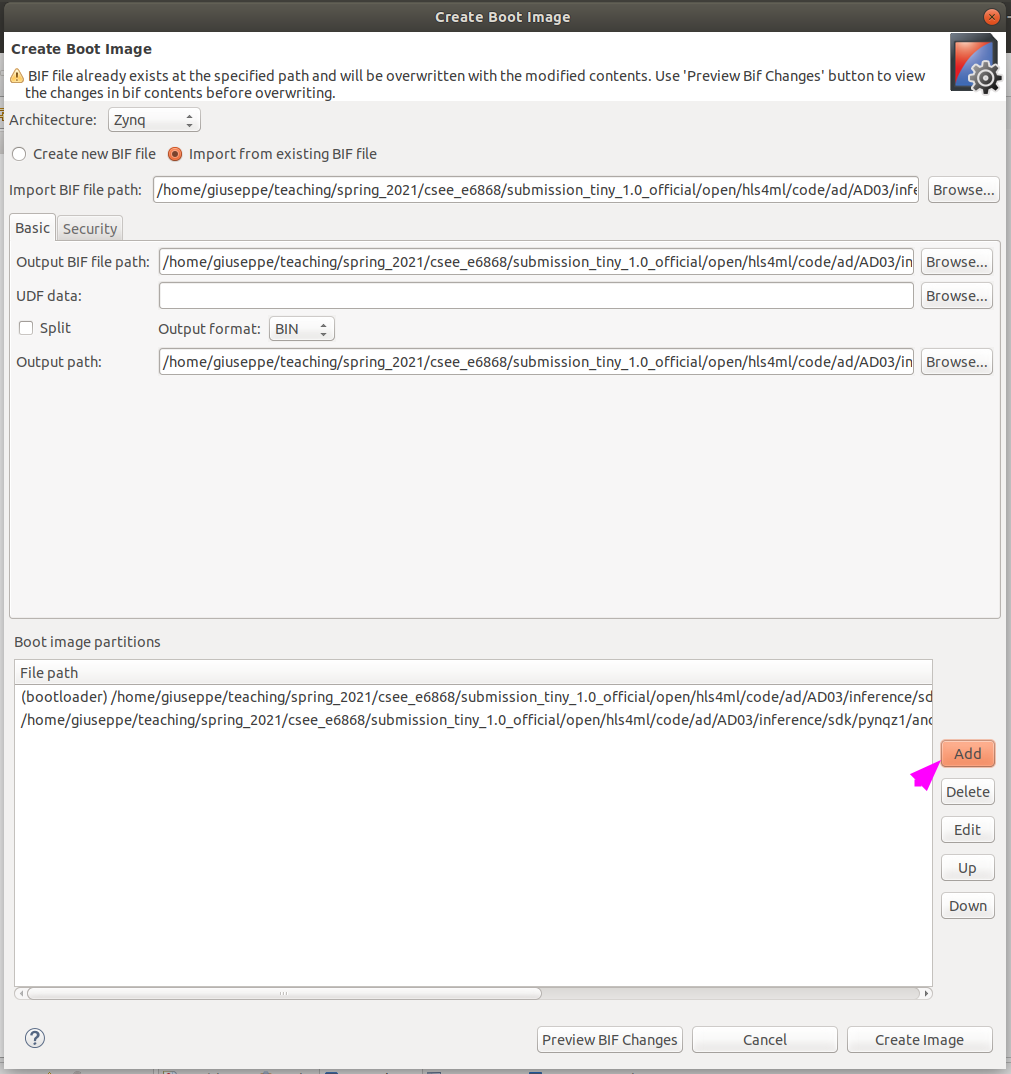 Create Boot Image
Create Boot Image
BIF file already exists at the specified path and will be overwritten with the modified contents. Use 'Preview Bif Changes' button to view
the changes in bif contents before overwriting.
Architecture: Zynq
Create new BIF file Import from existing BIF file
Import BIF file path: /home/giuseppe/teaching/spring_2021/csee_e6868/submission_tiny_1.0_official/open/hls4ml/code/ad/AD03/infe Browse...
Basic Security
Output BIF file path: /home/giuseppe/teaching/spring_2021/csee_e6868/submission_tiny_1.0_official/open/hls4ml/code/ad/AD03/in Browse...
UDF data: Browse...
Split Output format: BIN
Output path: /home/giuseppe/teaching/spring_2021/csee_e6868/submission_tiny_1.0_official/open/hls4ml/code/ad/AD03/in Browse...
Boot image partitions
File path
(bootloader) /home/giuseppe/teaching/spring_2021/csee_e6868/submission_tiny_1.0_official/open/hls4ml/code/ad/AD03/inference/sd
/home/giuseppe/teaching/spring_2021/csee_e6868/submission_tiny_1.0_official/open/hls4ml/code/ad/AD03/inference/sdk/pynqz1/ano
Add
Delete
Edit
Up
Down
?
Preview BIF Changes Cancel Create Image